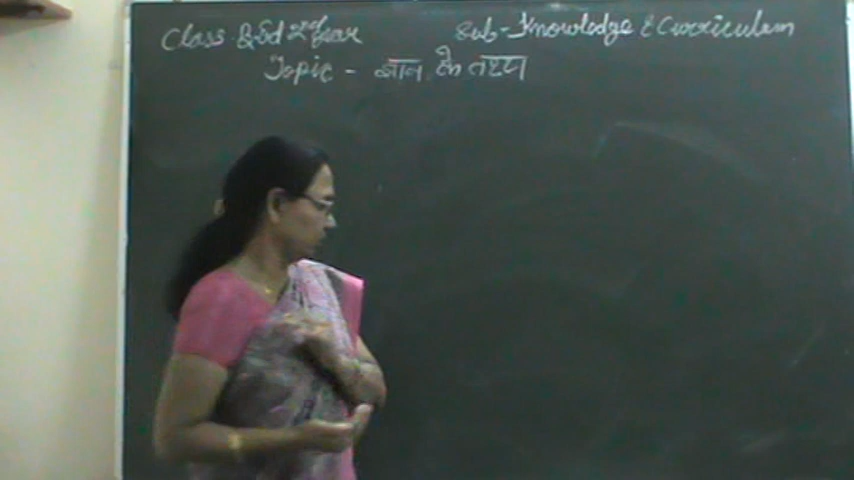 Class - B.Ed 2nd Year Sub - Knowledge & Curriculum
Topic - ज्ञान के तथ्य